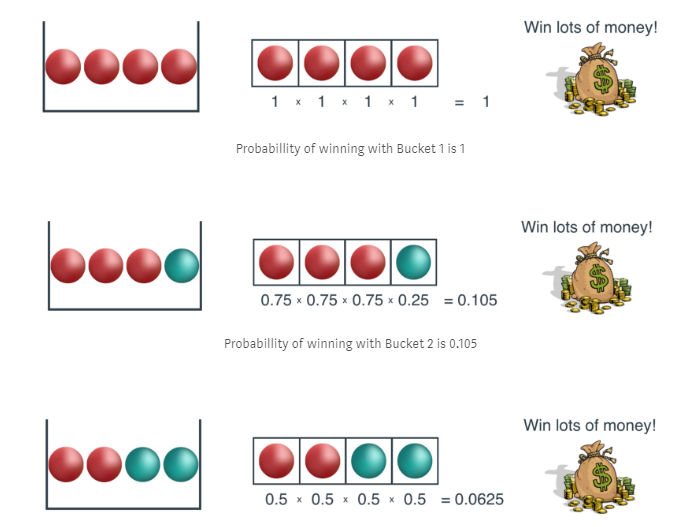 Win lots of money!
1 × 1 × 1 × 1 = 1
Probabillity of winning with Bucket 1 is 1
Win lots of money!
0.75 × 0.75 × 0.75 × 0.25 = 0.105
Probabillity of winning with Bucket 2 is 0.105
Win lots of money!
0.5 × 0.5 × 0.5 × 0.5 = 0.0625